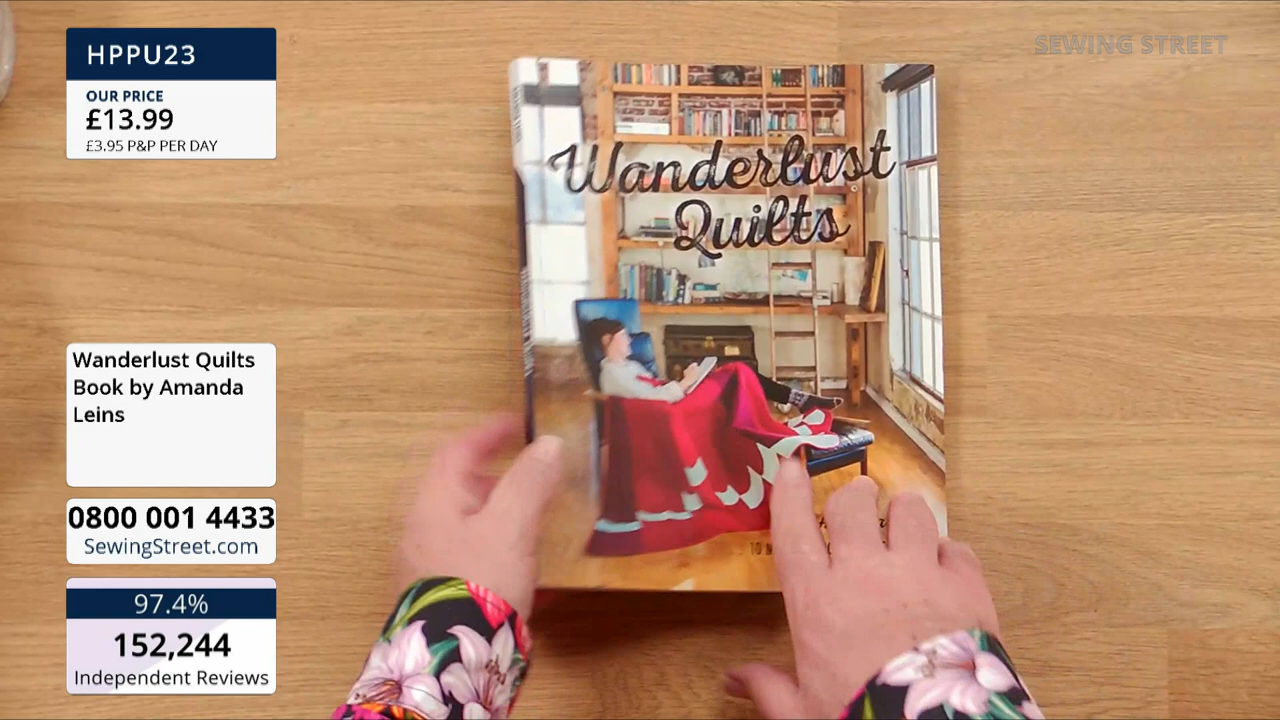 HPPU23
OUR PRICE
£13.99
£3.95 P&P PER DAY
SEWING STREET
Wanderlust
Quilts
Wanderlust Quilts
Book by Amanda
Leins
0800 001 4433
SewingStreet.com
97.4%
152,244
Independent Reviews
10